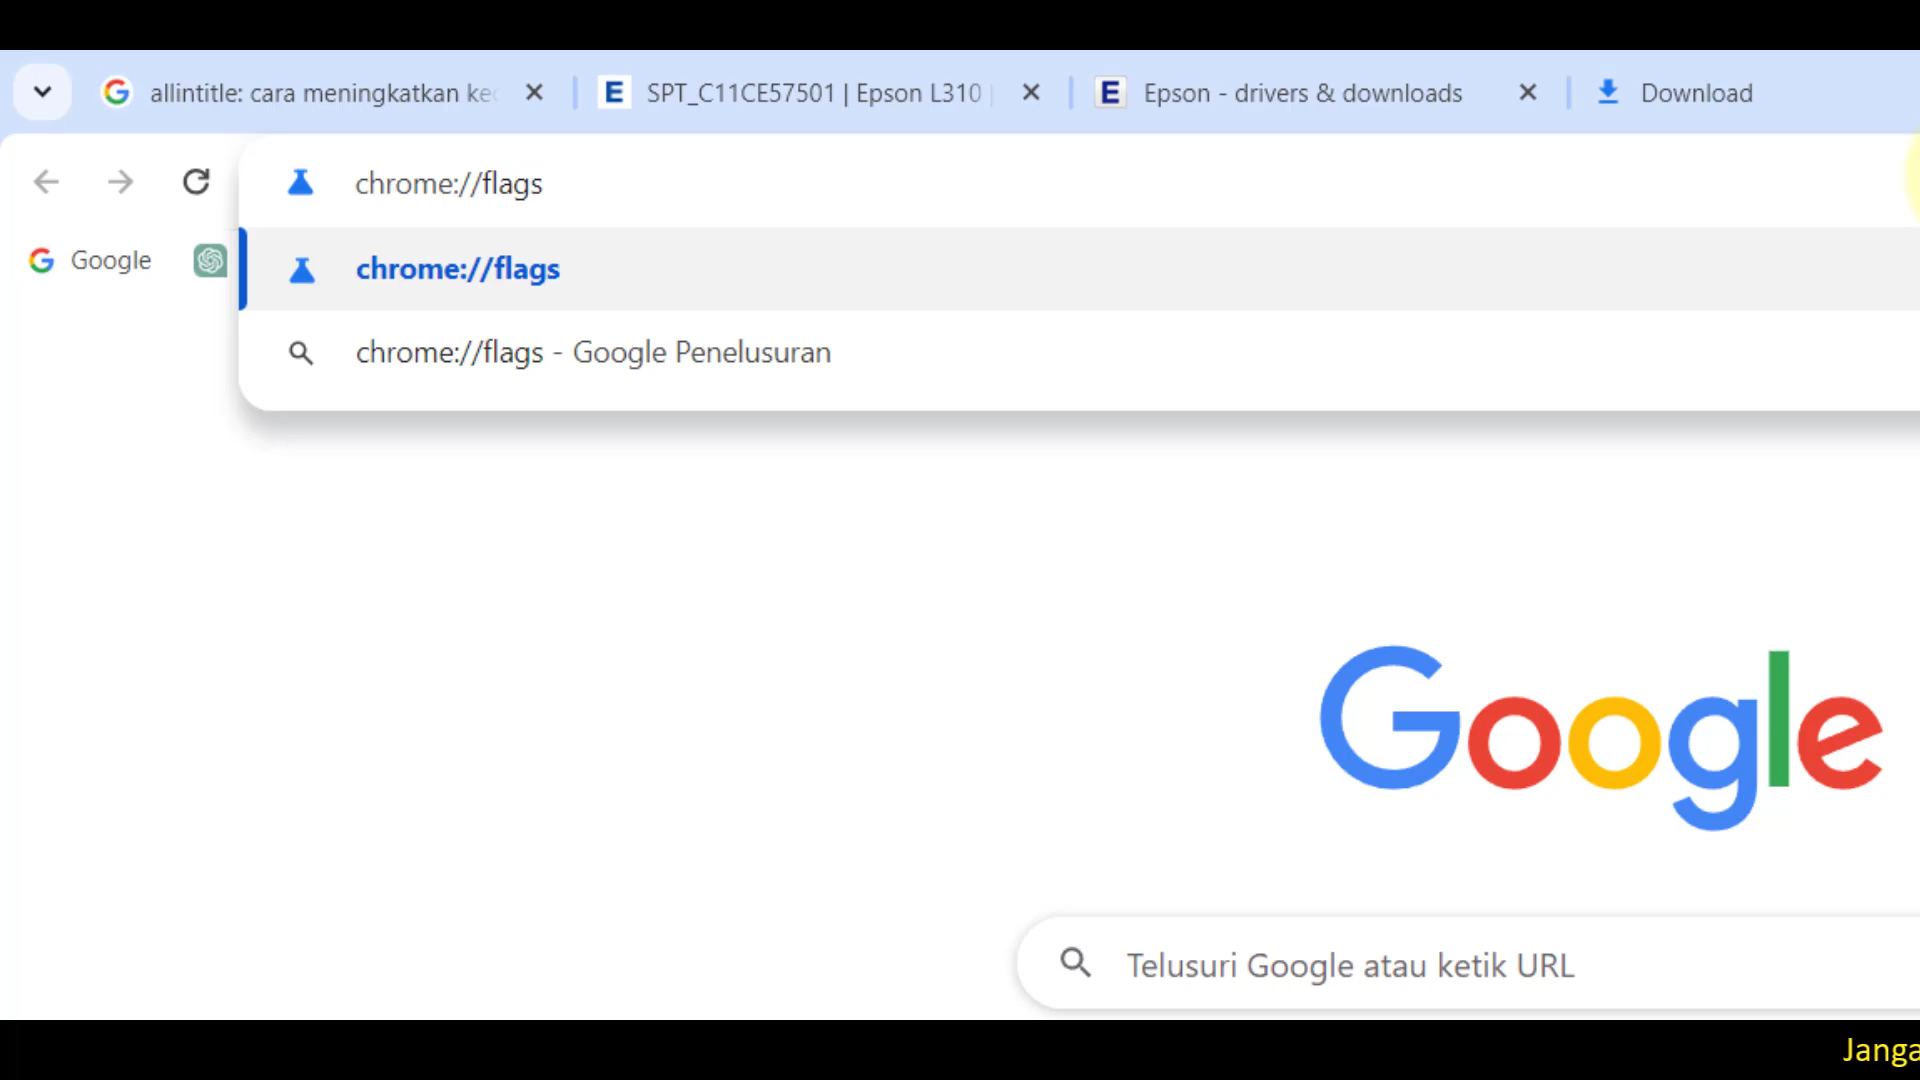 allintitle: cara meningkatkan kec
SPT_C11CE57501 | Epson L310 |
Epson - drivers & downloads
Download
chrome://flags
Google
chrome://flags
chrome://flags - Google Penelusuran
Google
Telusuri Google atau ketik URL
Janga